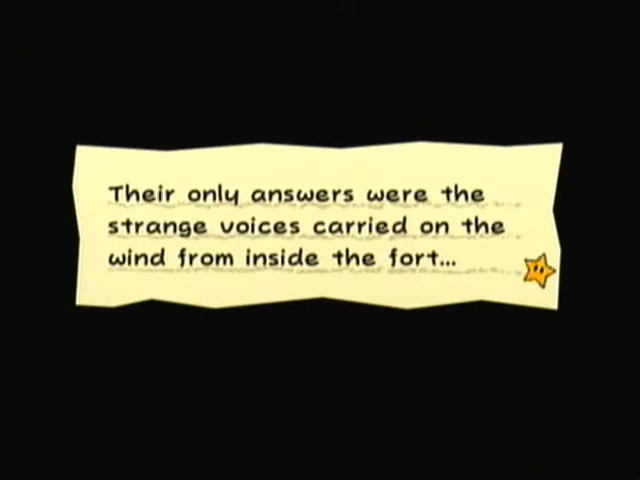 Their only answers were the
strange voices carried on the
wind from inside the fort...